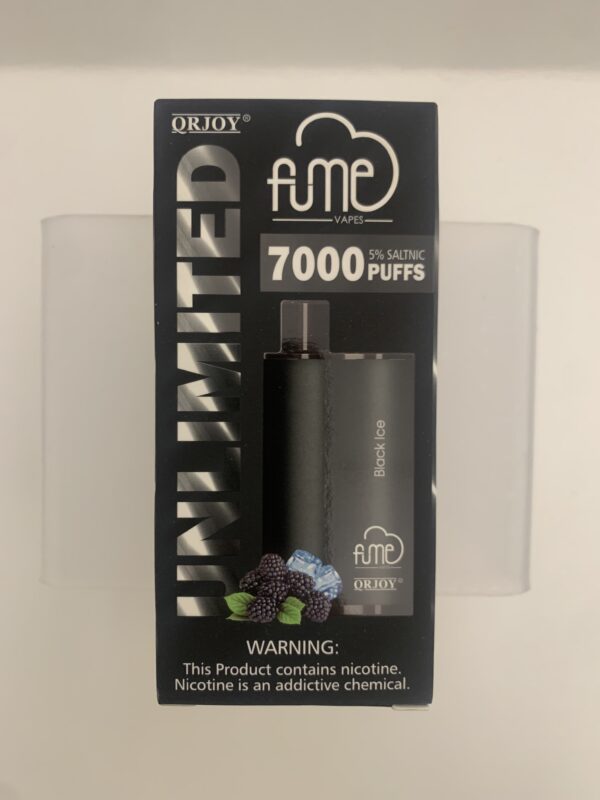 QRJOY®
UNLIMITED
fume
VAPES
7000 5% SALTNIC
PUFFS
Black Ice
fume
VAPES
QRJOY®
WARNING:
This Product contains nicotine.
Nicotine is an addictive chemical.